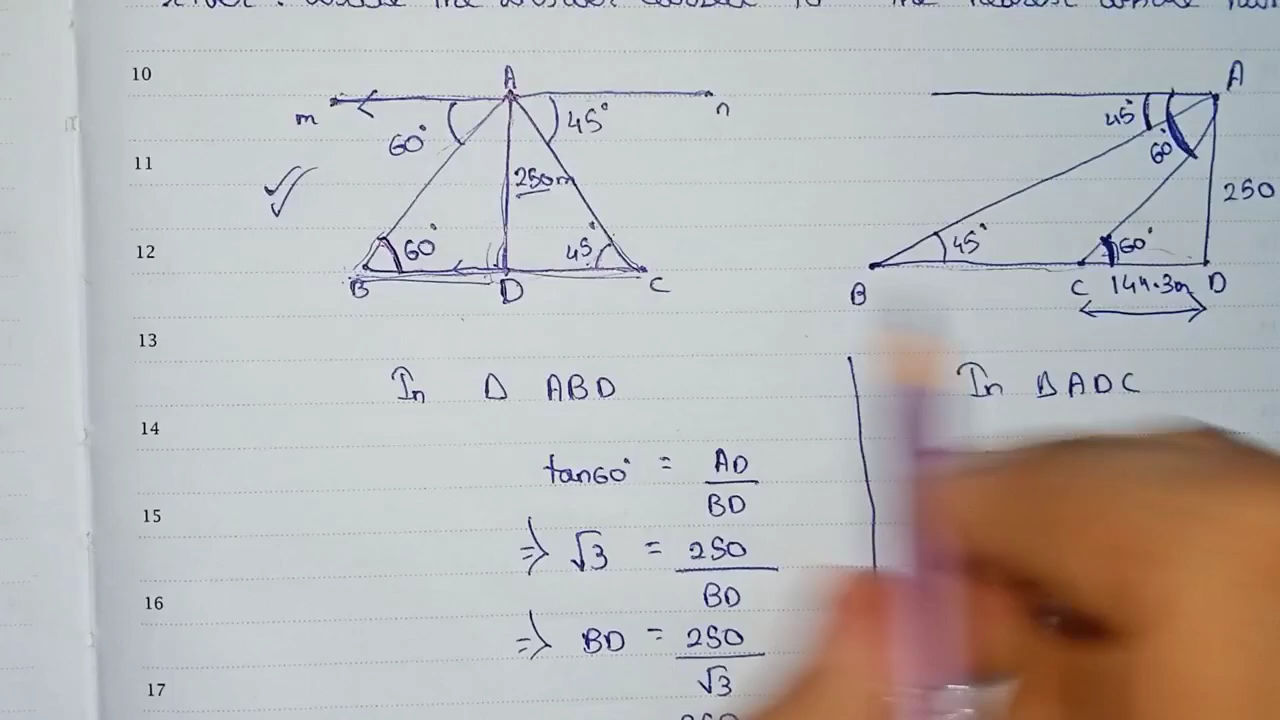 10
A
m
n
60°
45°
250m
60°
45°
B
D
C
A
45°
60°
250
45°
60°
B
C
144.3m
D
11
12
13
In Δ ABD
In Δ ADC
14
tan60° = AD
BD
15
⇒ √3 = 250
BD
16
⇒ BD = 250
√3
17